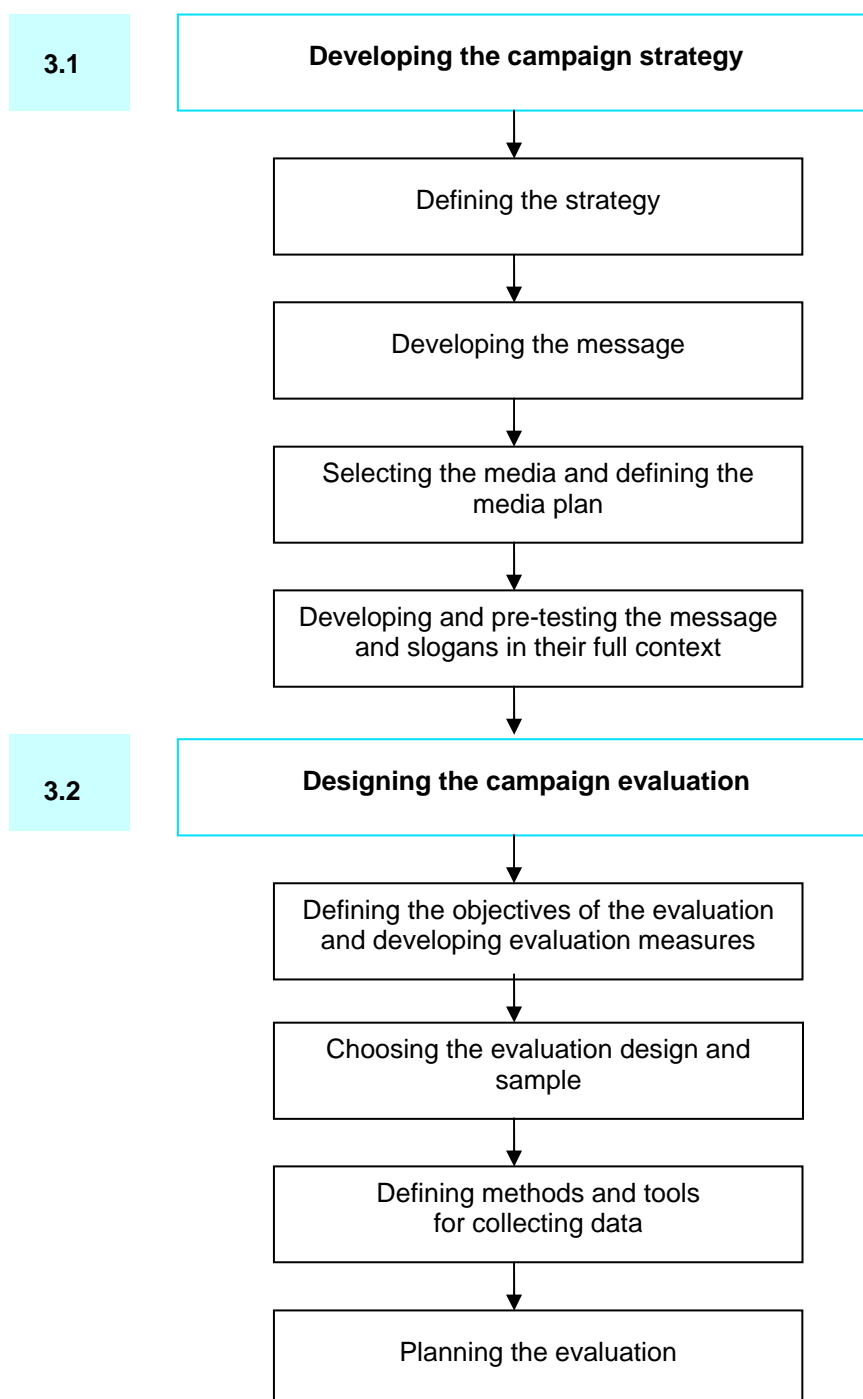 3.1
Developing the campaign strategy
Defining the strategy
Developing the message
Selecting the media and defining the
media plan
Developing and pre-testing the message
and slogans in their full context
3.2
Designing the campaign evaluation
Defining the objectives of the evaluation
and developing evaluation measures
Choosing the evaluation design and
sample
Defining methods and tools
for collecting data
Planning the evaluation